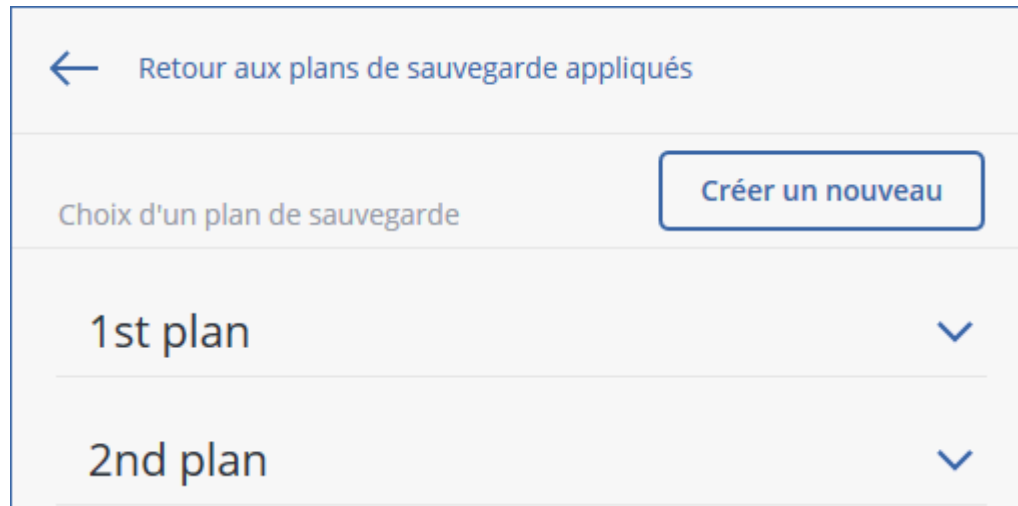 Retour aux plans de sauvegarde appliqués
Choix d'un plan de sauvegarde
Créer un nouveau
1st plan
2nd plan